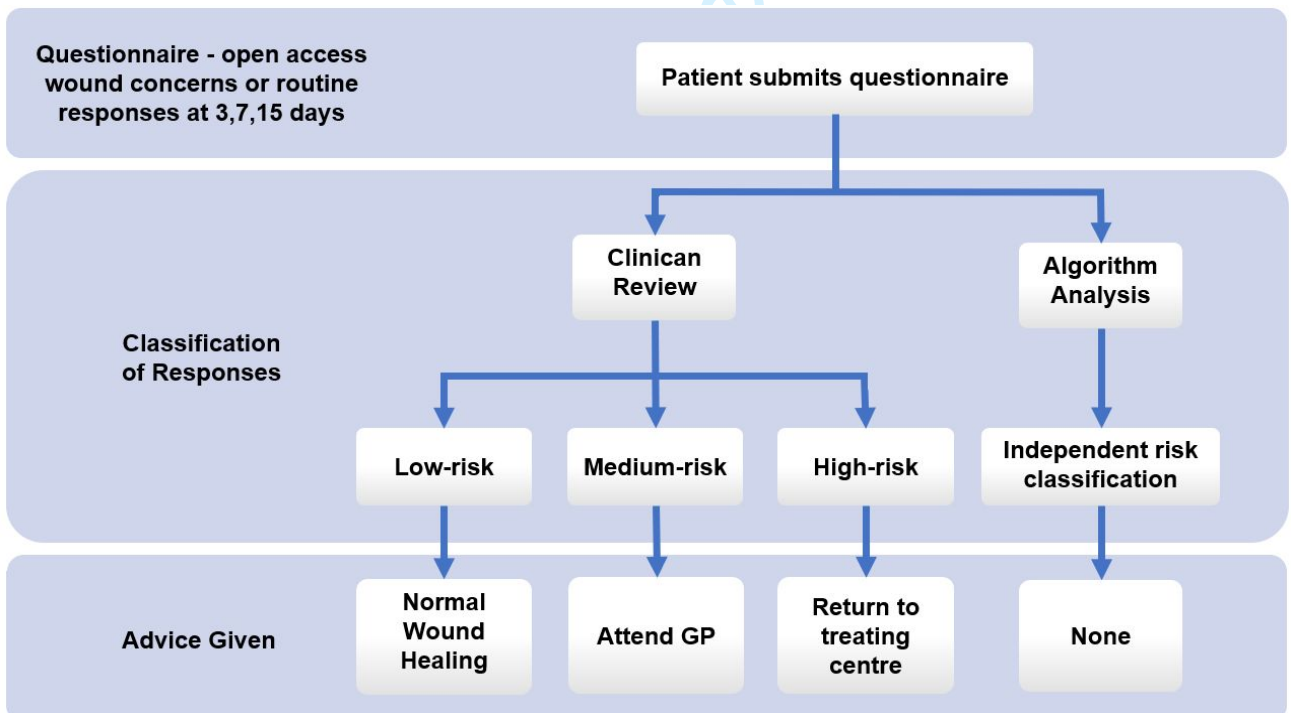 Questionnaire - open access
wound concerns or routine
responses at 3,7,15 days
Patient submits questionnaire
Clinican
Review
Algorithm
Analysis
Classification
of Responses
Low-risk
Medium-risk
High-risk
Independent risk
classification
Advice Given
Normal
Wound
Healing
Attend GP
Return to
treating
centre
None